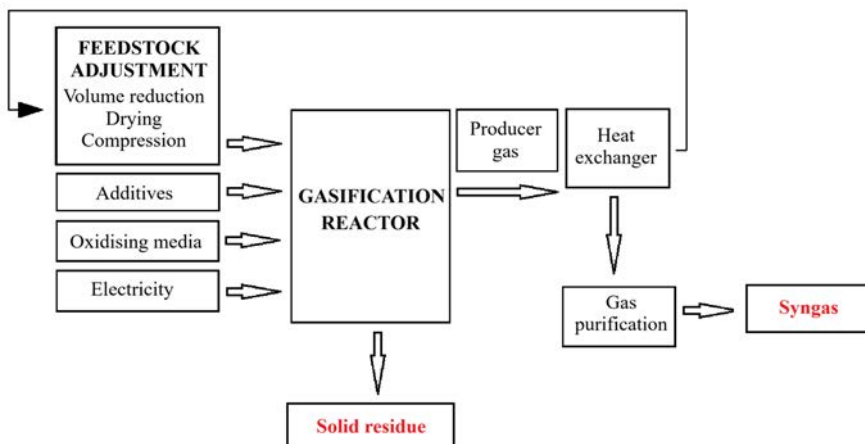 FEEDSTOCK
ADJUSTMENT
Volume reduction
Drying
Compression
Additives
Oxidising media
Electricity
GASIFICATION
REACTOR
Producer
gas
Heat
exchanger
Gas
purification
Syngas
Solid residue